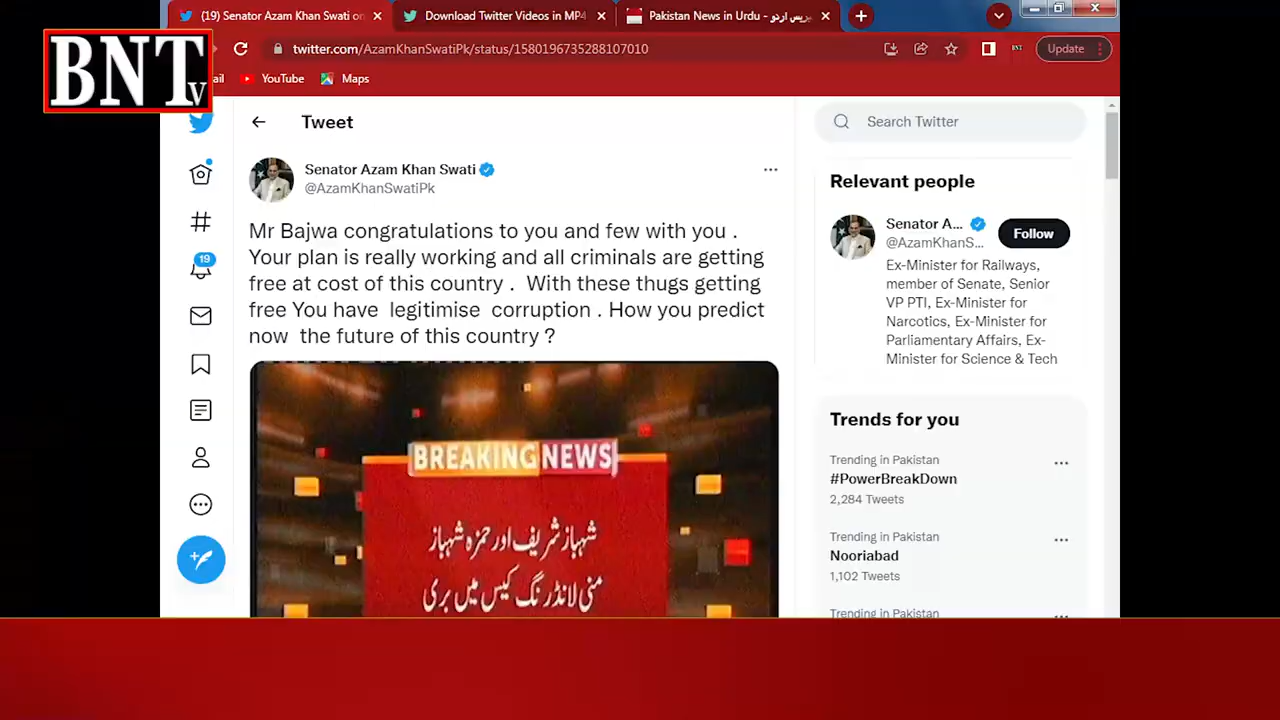 (19) Senator Azam Khan Swati on
Download Twitter Videos in MP4
Pakistan News in Urdu -
twitter.com/AzamKhanSwatiPk/status/1580196735288107010
BNT
Update
BNTv
ail
YouTube
Maps
Tweet
Search Twitter
Senator Azam Khan Swati
@AzamKhanSwatiPk
Mr Bajwa congratulations to you and few with you .
Your plan is really working and all criminals are getting
free at cost of this country . With these thugs getting
free You have legitimise corruption . How you predict
now the future of this country ?
19
BREAKING NEWS
شہباز شریف اور حمزہ شہباز
منی لانڈرنگ کیس میں بری
Relevant people
Senator A...
@AzamKhanS...
Follow
Ex-Minister for Railways,
member of Senate, Senior
VP PTI, Ex-Minister for
Narcotics, Ex-Minister for
Parliamentary Affairs, Ex-
Minister for Science & Tech
Trends for you
Trending in Pakistan
#PowerBreakDown
2,284 Tweets
Trending in Pakistan
Nooriabad
1,102 Tweets
Trending in Pakistan